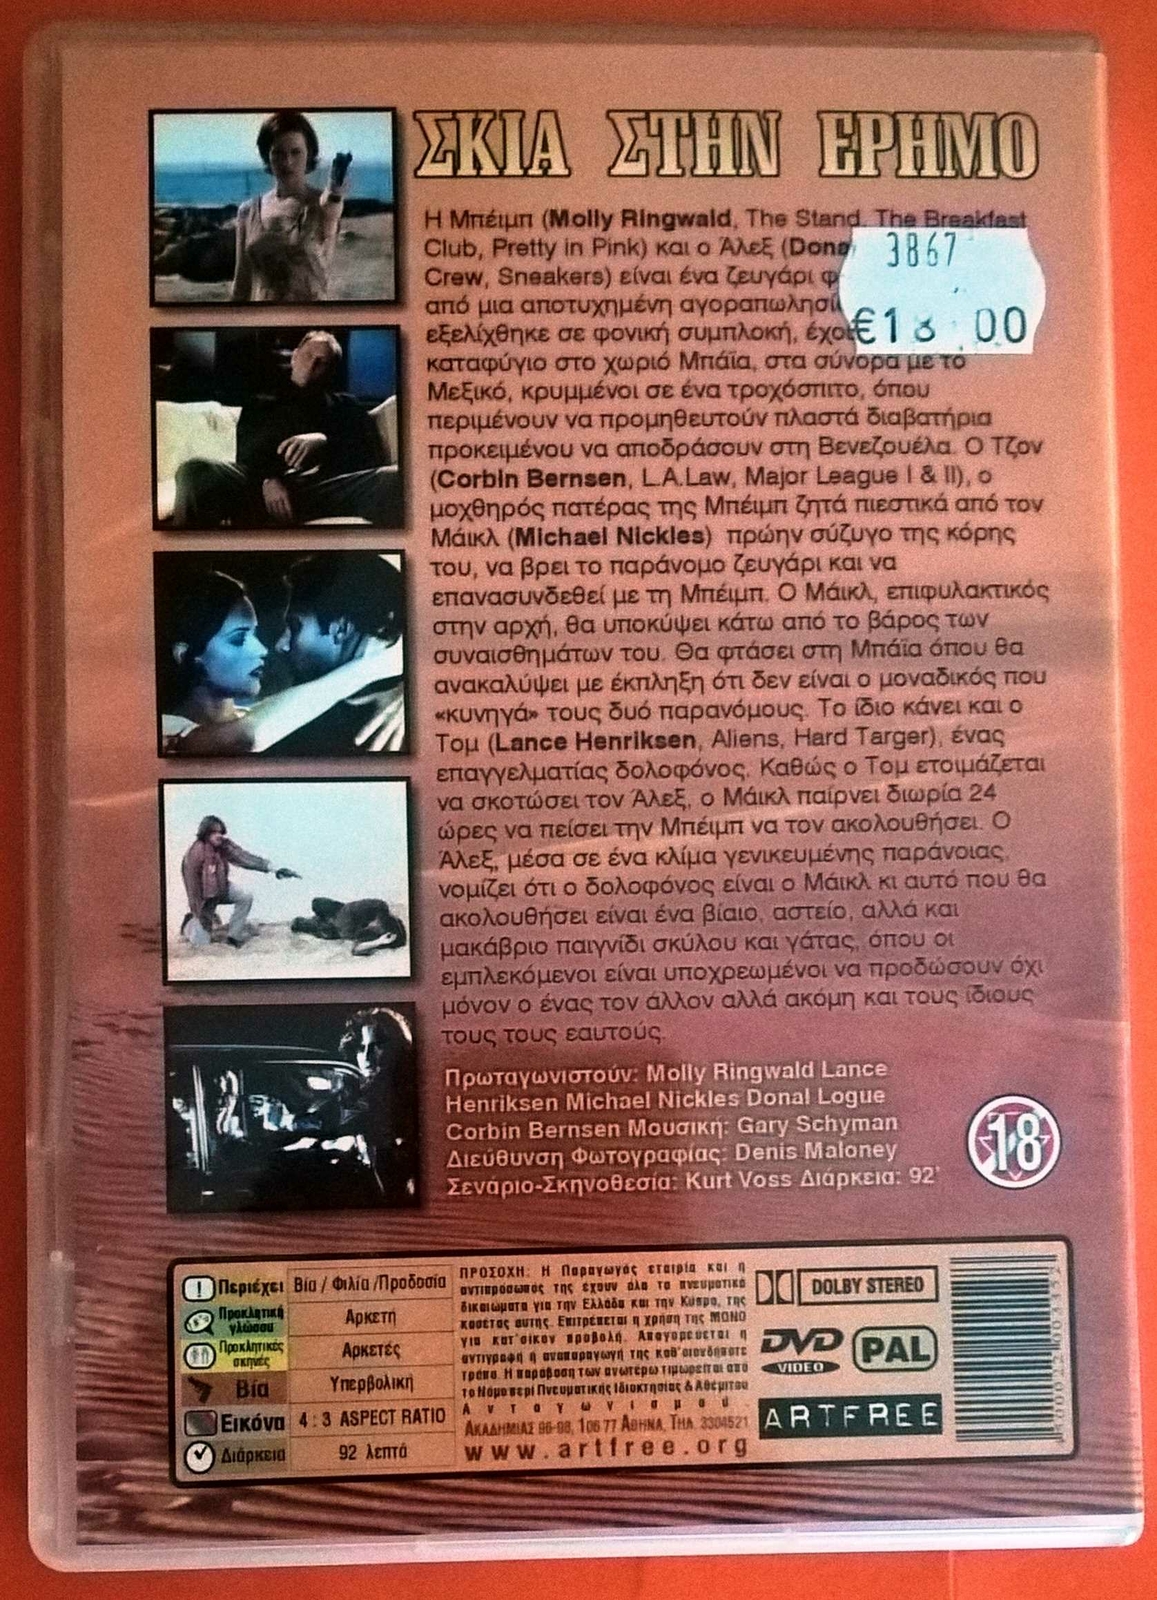 ΣΚΙΑ ΣΤΗΝ ΕΡΗΜΟ
Η Μπέιμπ (Molly Ringwald, The Stand, The Breakfast
Club, Pretty in Pink) και ο Άλεξ (Dona
Crew, Sneakers) είναι ένα ζευγάρι φ
από μια αποτυχημένη αγοραπωλησί
εξελίχθηκε σε φονική συμπλοκή, έχο
καταφύγιο στο χωριό Μπάϊα, στα σύνορα με το
Μεξικό, κρυμμένοι σε ένα τροχόσπιτο, όπου
περιμένουν να προμηθευτούν πλαστά διαβατήρια
προκειμένου να αποδράσουν στη Βενεζουέλα. Ο Τζον
(Corbin Bernsen, L.A.Law, Major League I & II), ο
μοχθηρός πατέρας της Μπέιμπ ζητά πιεστικά από τον
Μάικλ (Michael Nickles) πρώην σύζυγο της κόρης
του, να βρει το παράνομο ζευγάρι και να
επανασυνδεθεί με τη Μπέιμπ. Ο Μάικλ, επιφυλακτικός
στην αρχή, θα υποκύψει κάτω από το βάρος των
συναισθημάτων του. Θα φτάσει στη Μπάϊα όπου θα
ανακαλύψει με έκπληξη ότι δεν είναι ο μοναδικός που
«κυνηγά» τους δυό παρανόμους. Το ίδιο κάνει και ο
Τομ (Lance Henriksen, Aliens, Hard Targer), ένας
επαγγελματίας δολοφόνος. Καθώς ο Τομ ετοιμάζεται
να σκοτώσει τον Άλεξ, ο Μάικλ παίρνει διωρία 24
ώρες να πείσει την Μπέιμπ να τον ακολουθήσει. Ο
Άλεξ, μέσα σε ένα κλίμα γενικευμένης παράνοιας,
νομίζει ότι ο δολοφόνος είναι ο Μάικλ κι αυτό που θα
ακολουθήσει είναι ένα βίαιο, αστείο, αλλά και
μακάβριο παιγνίδι σκύλου και γάτας, όπου οι
εμπλεκόμενοι είναι υποχρεωμένοι να προδώσουν όχι
μόνον ο ένας τον άλλον αλλά ακόμη και τους ίδιους
τους τους εαυτούς.
3867
€18.00
Πρωταγωνιστούν: Molly Ringwald Lance
Henriksen Michael Nickles Donal Logue
Corbin Bernsen Μουσική: Gary Schyman
Διεύθυνση Φωτογραφίας: Denis Maloney
Σενάριο-Σκηνοθεσία: Kurt Voss Διάρκεια: 92'
18
Περιέχει Βία / Φιλία /Προδοσία
Προκλητική γλώσσα Αρκετή
Προκλητικές σκηνές Αρκετές
Βία Υπερβολική
Εικόνα 4:3 ASPECT RATIO
Διάρκεια 92 λεπτά
ΠΡΟΣΟΧΗ: Η Παραγωγός εταιρία και η
αντιπρόσωπός της έχουν όλα τα πνευματικά
δικαιώματα για την Ελλάδα και την Κύπρο, της
κασέτας αυτής. Επιτρέπεται η χρήση της ΜΟΝΟ
για κατ'οίκον προβολή. Απαγορεύεται η
αντιγραφή ή αναπαραγωγή της καθ'οιονδήποτε
τρόπο. Η παράβαση των ανωτέρω τιμωρείται από
το Νόμο περί Πνευματικής Ιδιοκτησίας & Αθέμιτου
Ανταγωνισμού
ΑΚΑΔΗΜΙΑΣ 96-98, 106 77 ΑΘΗΝΑ, ΤΗΛ. 3304521
www.artfree.org
DOLBY STEREO
DVD
VIDEO
PAL
ARTFREE